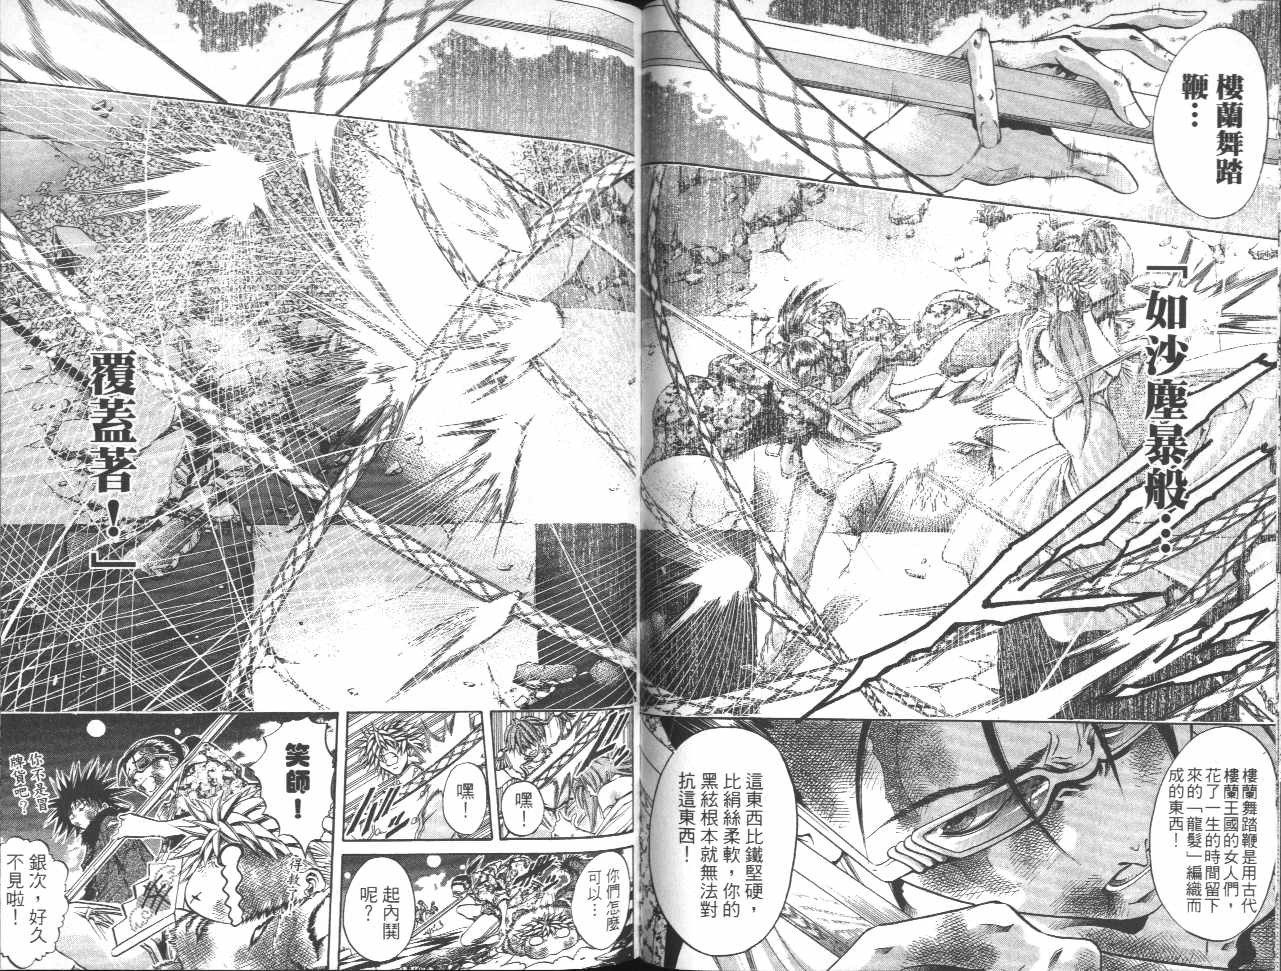 樓蘭舞踏
鞭…
『如沙塵暴般…
覆蓋著！』
樓蘭舞踏鞭是用古代
樓蘭王國的女人們，
花了一生的時間留下
來的「龍髮」編織而
成的東西！
這東西比鐵堅硬，
比絹絲柔軟，你的
黑絃根本就無法對
抗這東西！
嘿！
嘿！
你們怎麼
可以…
起內鬨
呢？
笑師！
得救了
你不是冒
牌貨吧？
銀次，好久
不見啦！